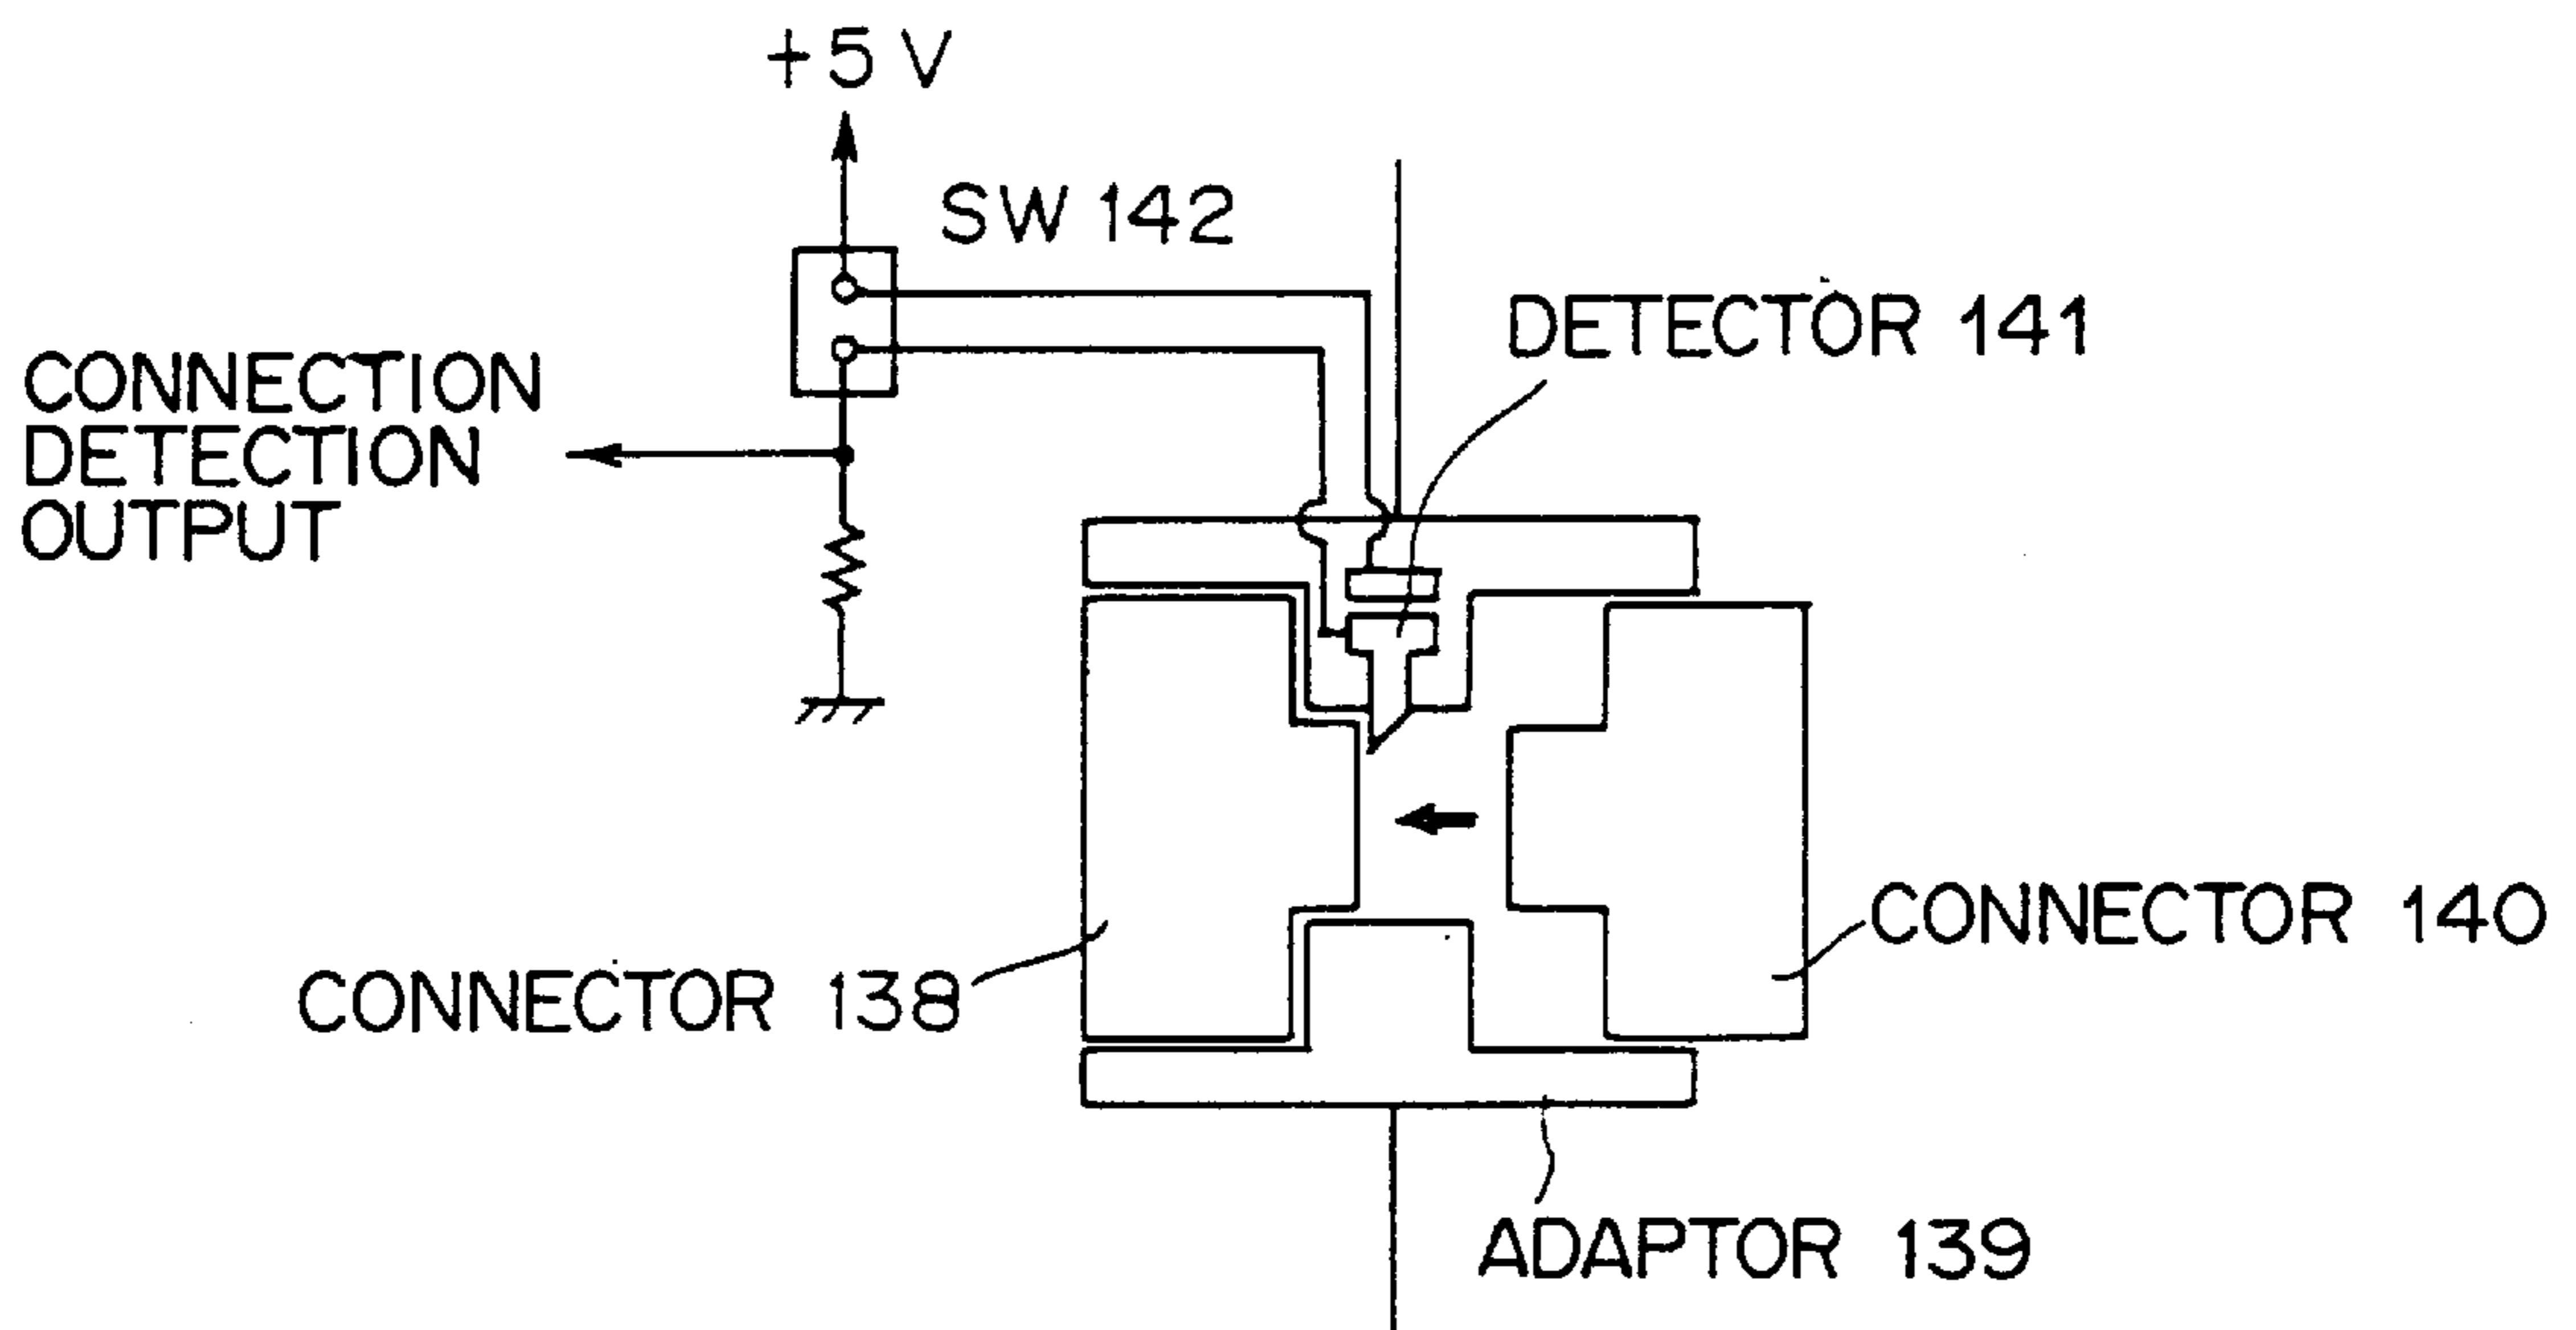 +5 V
SW 142
DETECTOR 141
CONNECTION
DETECTION
OUTPUT
CONNECTOR 140
CONNECTOR 138
ADAPTOR 139